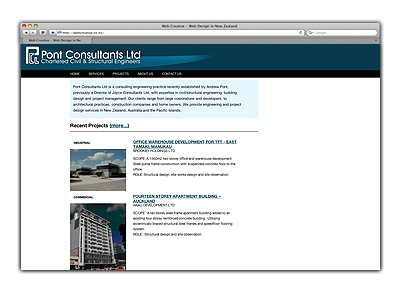 Web Creative - Web Design in New Zealand
http://webcreative.co.nz/
Web Creative - Web Design in Ne...
Pont Consultants Ltd
Chartered Civil & Structural Engineers
HOME SERVICES PROJECTS ABOUT US CONTACT US
Pont Consultants Ltd is a consulting engineering practice recently established by Andrew Pont,
previously a Director of Joyce Consultants Ltd, with expertise in civil/structural engineering, building
design and project management. Our clients range from large corporations and developers, to
architectural practices, construction companies and home owners. We provide engineering and project
design services in New Zealand, Australia and the Pacific Islands.
Recent Projects (more...)
INDUSTRIAL
OFFICE WAREHOUSE DEVELOPMENT FOR TFT - EAST
TAMAKI, MANUKAU
HOLDINGS LTD
SCOPE: A 1560m2 two storey office and warehouse development.
Steel portal frame construction with suspended concrete floor to the
office.
ROLE: Structural design, site works design and site observation.
COMMERCIAL
FOURTEEN STOREY APARTMENT BUILDING –
AUCKLAND
DEVELOPMENT LTD
SCOPE: A ten storey steel frame apartment building added to an
existing four storey reinforced concrete building. Utilising
eccentrically braced structural steel frames and speedfloor flooring
system.
ROLE: Structural design and site observation.